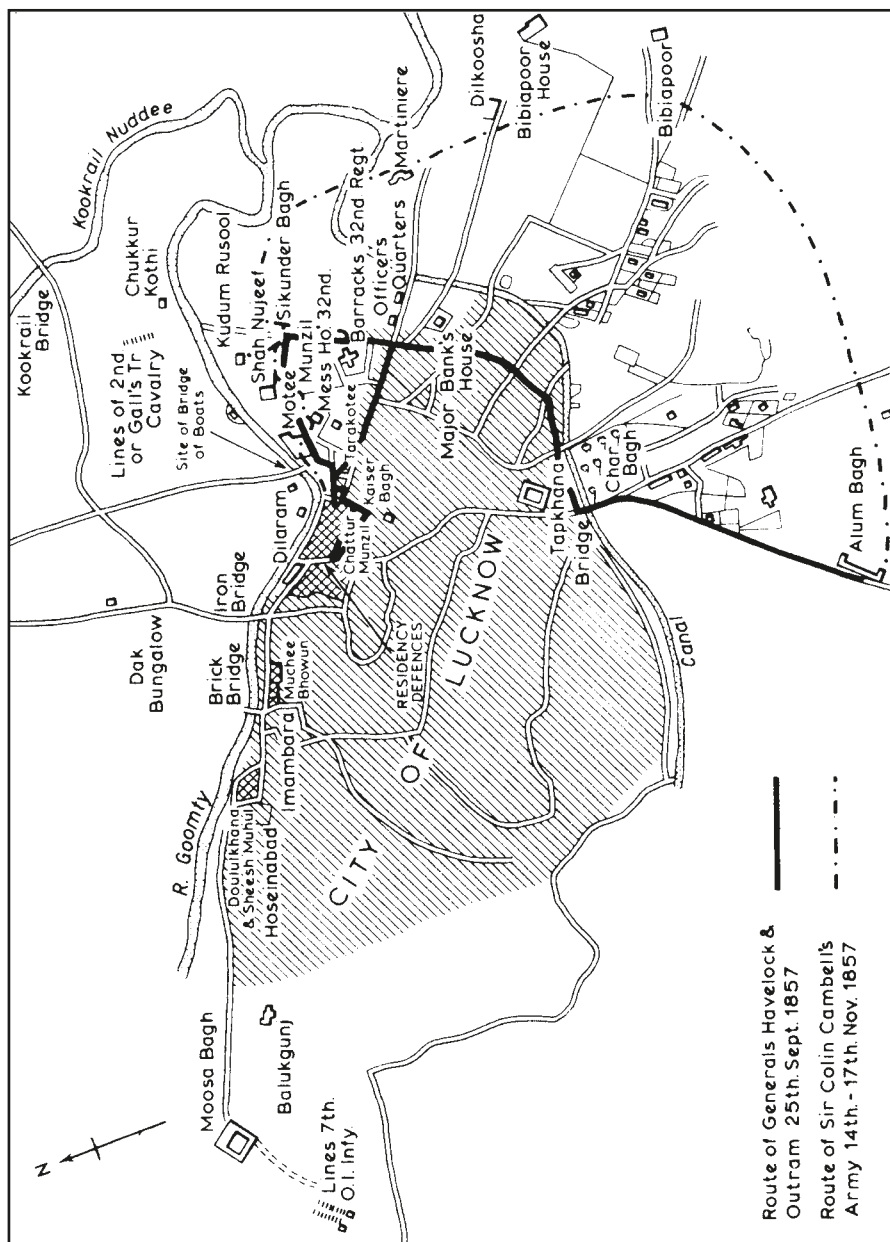 N
Moosa Bagh
Balukgunj
Lines 7th.
O.I. Infy.
R. Goomty
Doulutkhana
& Sheesh Muhul
Hoseinabad
Imambara
Brick
Bridge
Muchee
Bhowun
Dak
Bungalow
Iron
Bridge
Dilaram
RESIDENCY
DEFENCES
Chattur
Munzil
Kaiser
Bagh
Tarakotee
Site of Bridge
of Boats
Lines of 2nd
or Gall's Tr
Cavalry
Kookrail
Bridge
Kookrail Nuddee
Chukkur
Kothi
Kudum Rusool
Shah Nujeef
Sikunder Bagh
Motee
Munzil
Mess Ho. 32nd.
Barracks 32nd Regt.
Officers
Quarters
Martiniere
Dilkoosha
Bibiapoor
House
Bibiapoor
Major Bank's
House
CITY OF LUCKNOW
Tapkhana
Bridge
Char
Bagh
Canal
Alum Bagh
Route of Generals Havelock &
Outram 25th. Sept. 1857
Route of Sir Colin Cambell's
Army 14th. - 17th. Nov. 1857